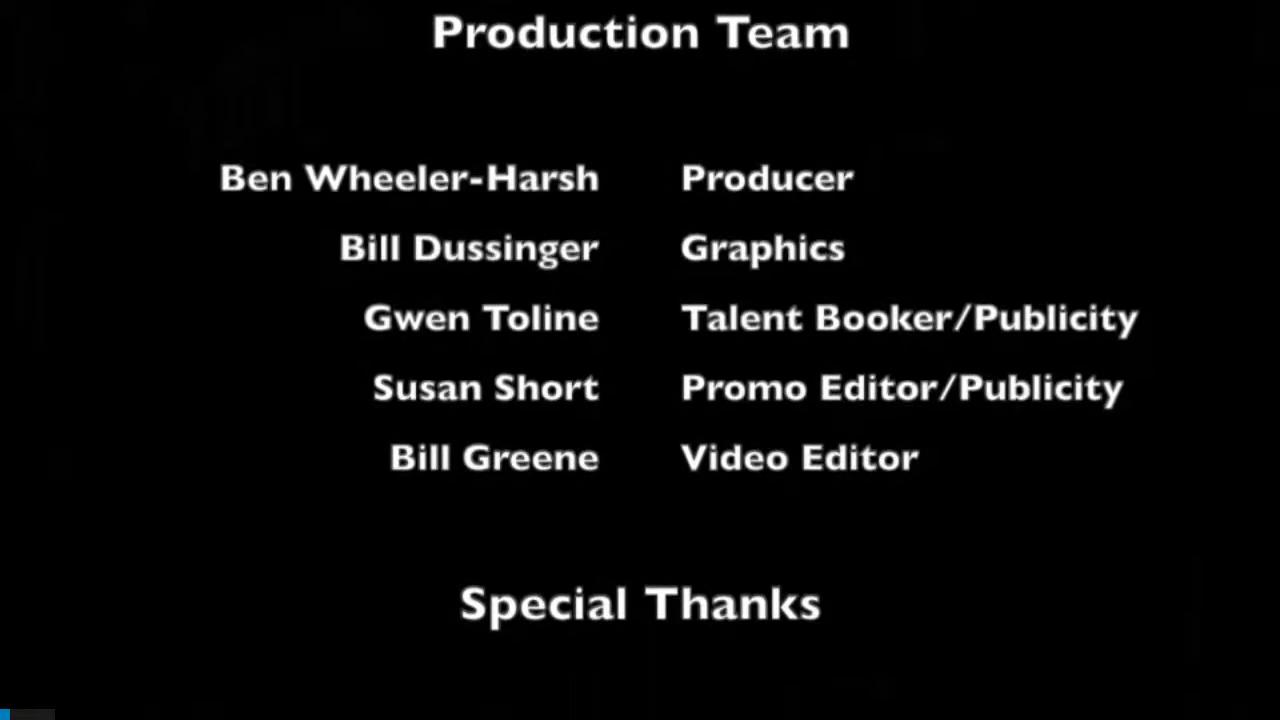 Production Team
Ben Wheeler-Harsh Producer
Bill Dussinger Graphics
Gwen Toline Talent Booker/Publicity
Susan Short Promo Editor/Publicity
Bill Greene Video Editor
Special Thanks